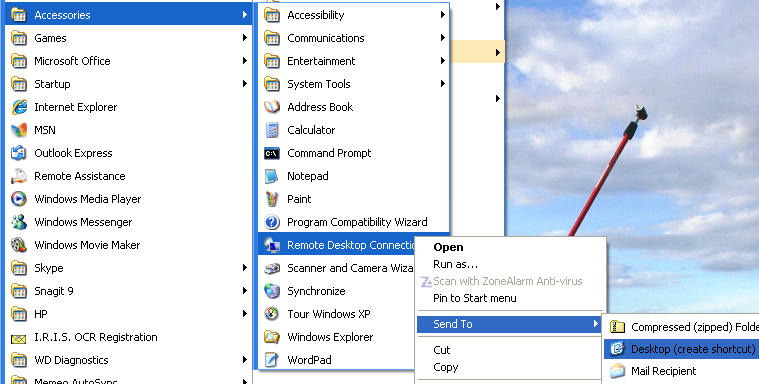 Accessories
Games
Microsoft Office
Startup
Internet Explorer
MSN
Outlook Express
Remote Assistance
Windows Media Player
Windows Messenger
Windows Movie Maker
Skype
Snagit 9
HP
I.R.I.S. OCR Registration
WD Diagnostics
Memeo AutoSync
Accessibility
Communications
Entertainment
System Tools
Address Book
Calculator
Command Prompt
Notepad
Paint
Program Compatibility Wizard
Remote Desktop Connectio
Scanner and Camera Wiza
Synchronize
Tour Windows XP
Windows Explorer
WordPad
Open
Run as...
Scan with ZoneAlarm Anti-virus
Pin to Start menu
Send To
Cut
Copy
Compressed (zipped) Folde
Desktop (create shortcut)
Mail Recipient